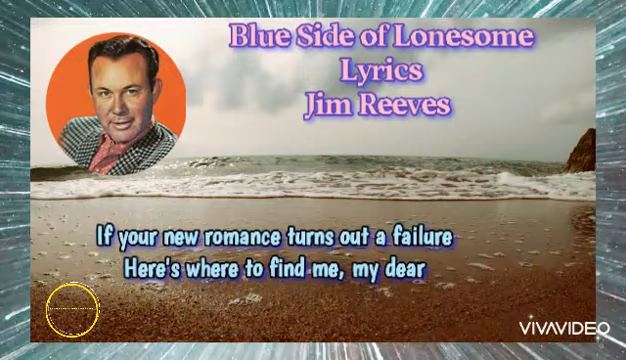 Blue Side of Lonesome
Lyrics
Jim Reeves
If your new romance turns out a failure
Here's where to find me, my dear
VIVAVIDEO